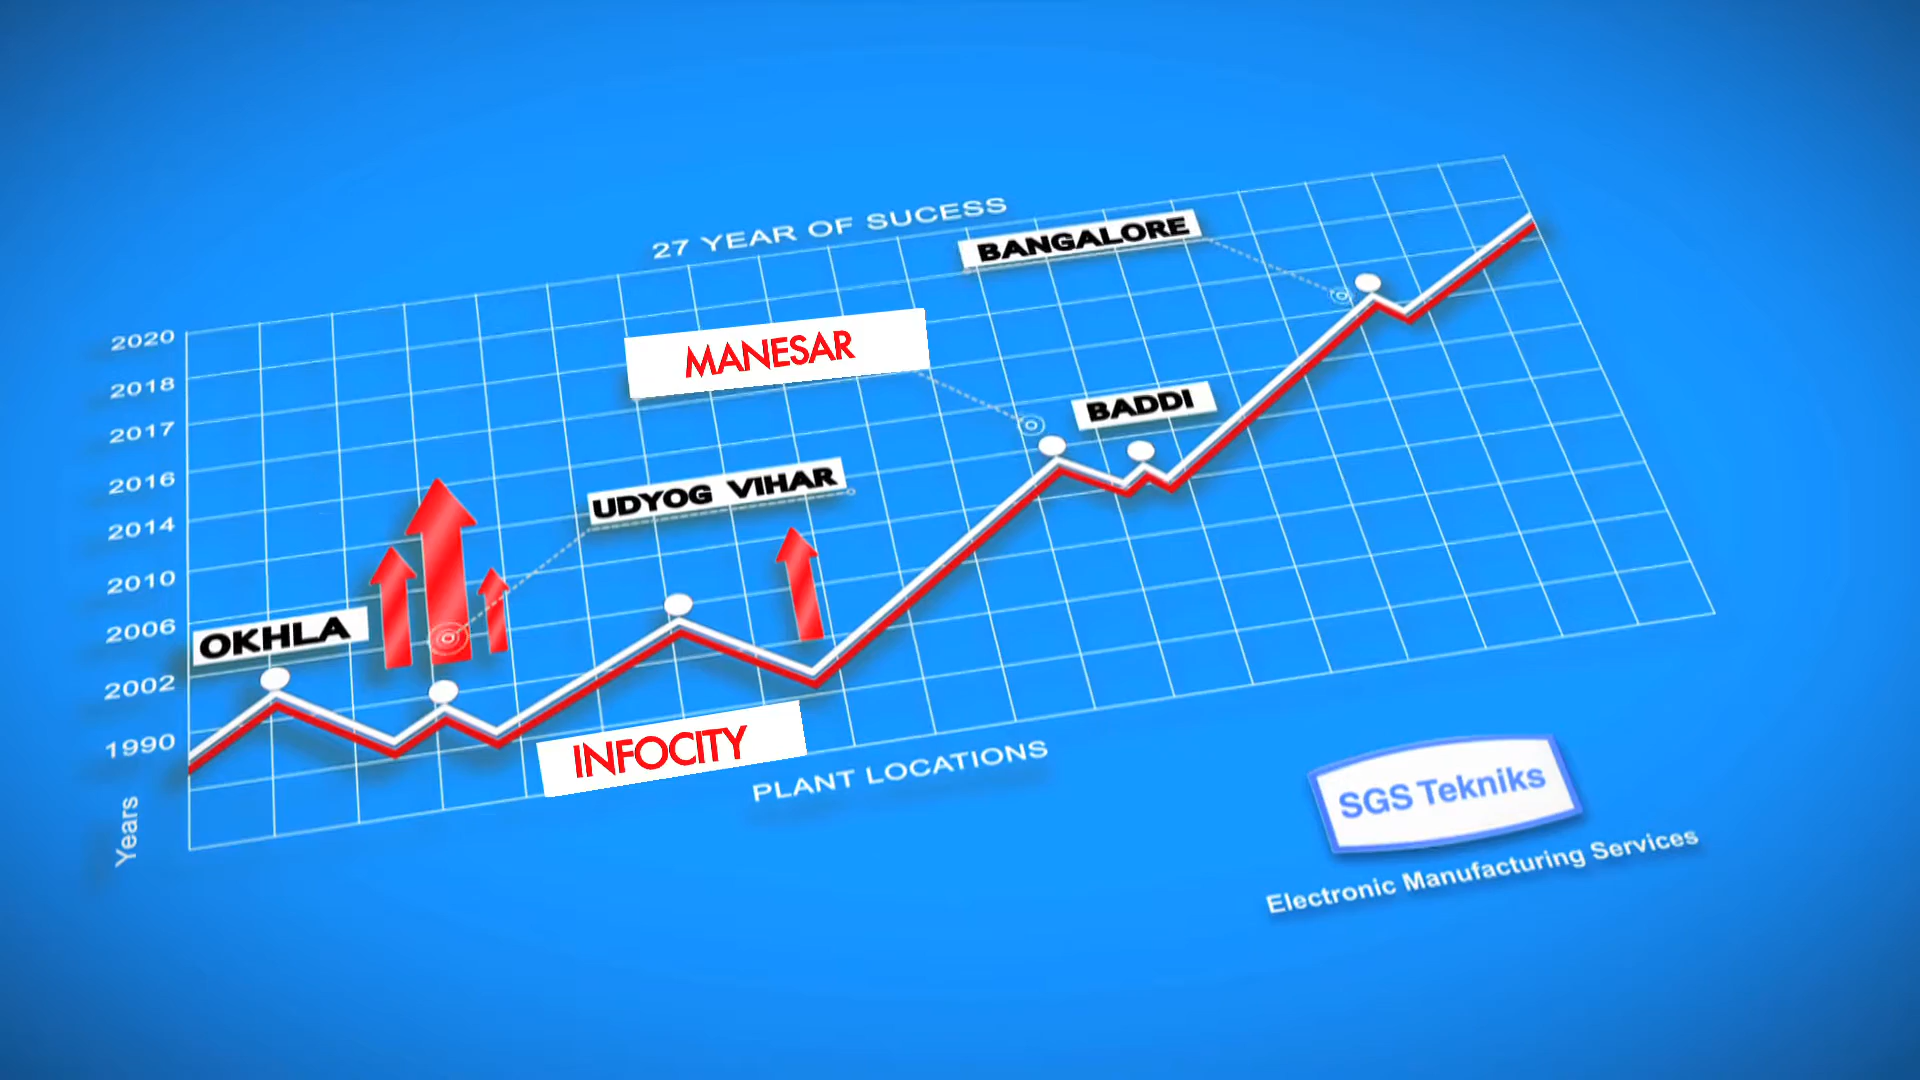 27 YEAR OF SUCESS
BANGALORE
MANESAR
BADDI
UDYOG VIHAR
OKHLA
INFOCITY
2020
2018
2017
2016
2014
2010
2006
2002
1990
Years
PLANT LOCATIONS
SGS Tekniks
Electronic Manufacturing Services